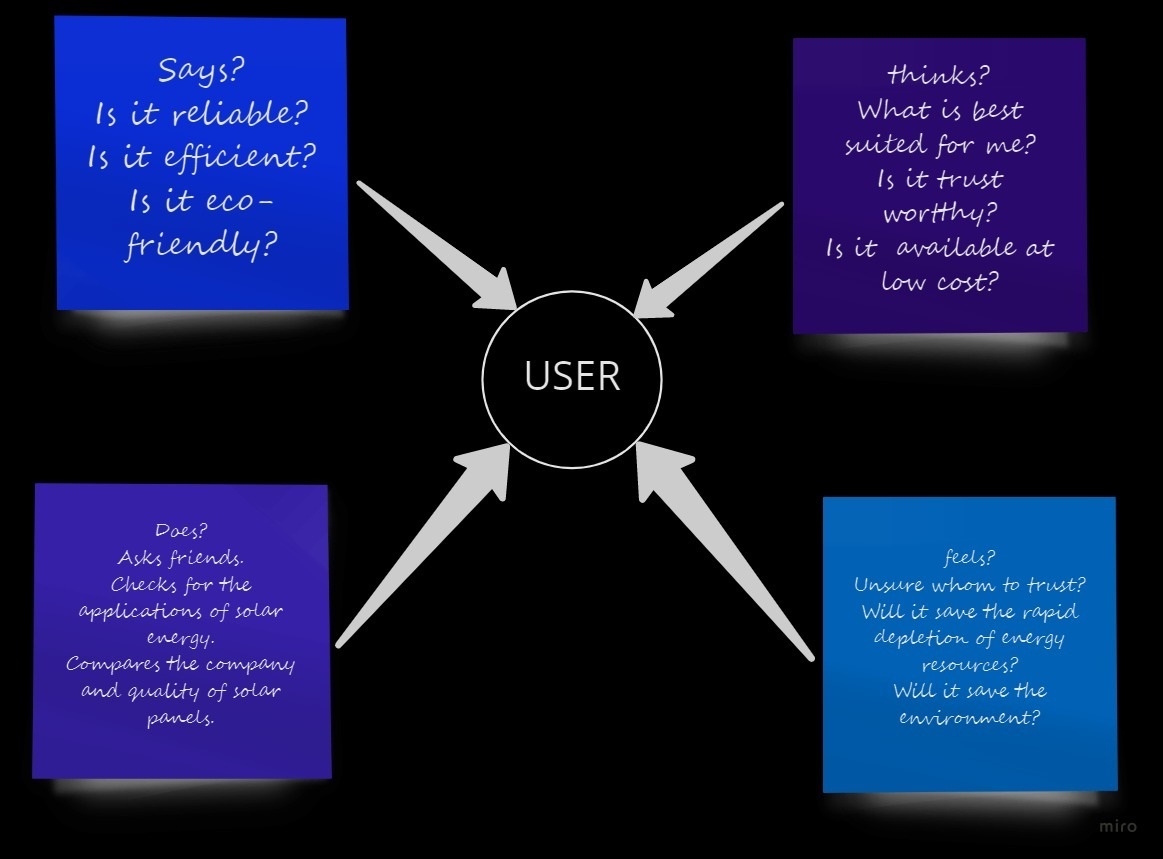 Says?
Is it reliable?
Is it efficient?
Is it eco-
friendly?
thinks?
What is best
suited for me?
Is it trust
worthy?
Is it available at
low cost?
USER
Does?
Asks friends.
Checks for the
applications of solar
energy.
Compares the company
and quality of solar
panels.
feels?
Unsure whom to trust?
Will it save the rapid
depletion of energy
resources?
Will it save the
environment?
miro